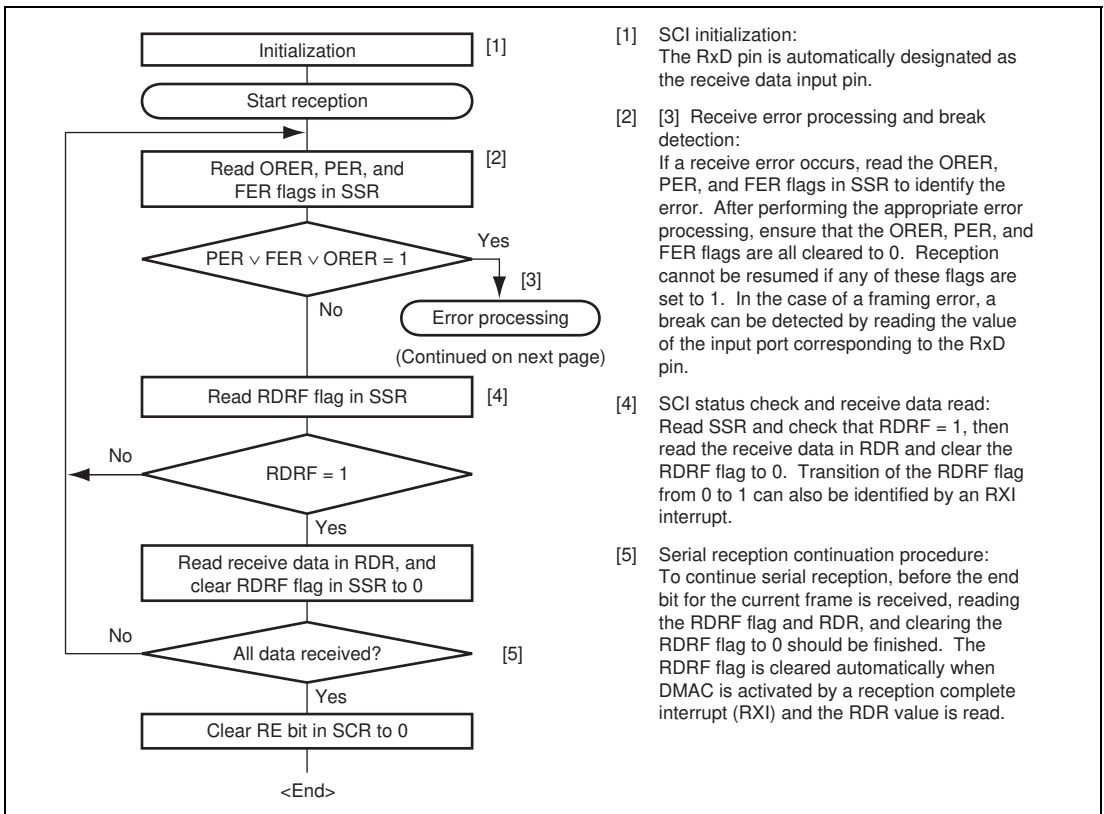 Initialization
[1]
Start reception
Read ORER, PER, and
FER flags in SSR
[2]
PER ∨ FER ∨ ORER = 1
Yes
[3]
No
Error processing
(Continued on next page)
Read RDRF flag in SSR
[4]
No
RDRF = 1
Yes
Read receive data in RDR, and
clear RDRF flag in SSR to 0
No
All data received?
[5]
Yes
Clear RE bit in SCR to 0
<End>
[1] SCI initialization:
The RxD pin is automatically designated as
the receive data input pin.
[2] [3] Receive error processing and break
detection:
If a receive error occurs, read the ORER,
PER, and FER flags in SSR to identify the
error. After performing the appropriate error
processing, ensure that the ORER, PER, and
FER flags are all cleared to 0. Reception
cannot be resumed if any of these flags are
set to 1. In the case of a framing error, a
break can be detected by reading the value
of the input port corresponding to the RxD
pin.
[4] SCI status check and receive data read:
Read SSR and check that RDRF = 1, then
read the receive data in RDR and clear the
RDRF flag to 0. Transition of the RDRF flag
from 0 to 1 can also be identified by an RXI
interrupt.
[5] Serial reception continuation procedure:
To continue serial reception, before the end
bit for the current frame is received, reading
the RDRF flag and RDR, and clearing the
RDRF flag to 0 should be finished. The
RDRF flag is cleared automatically when
DMAC is activated by a reception complete
interrupt (RXI) and the RDR value is read.